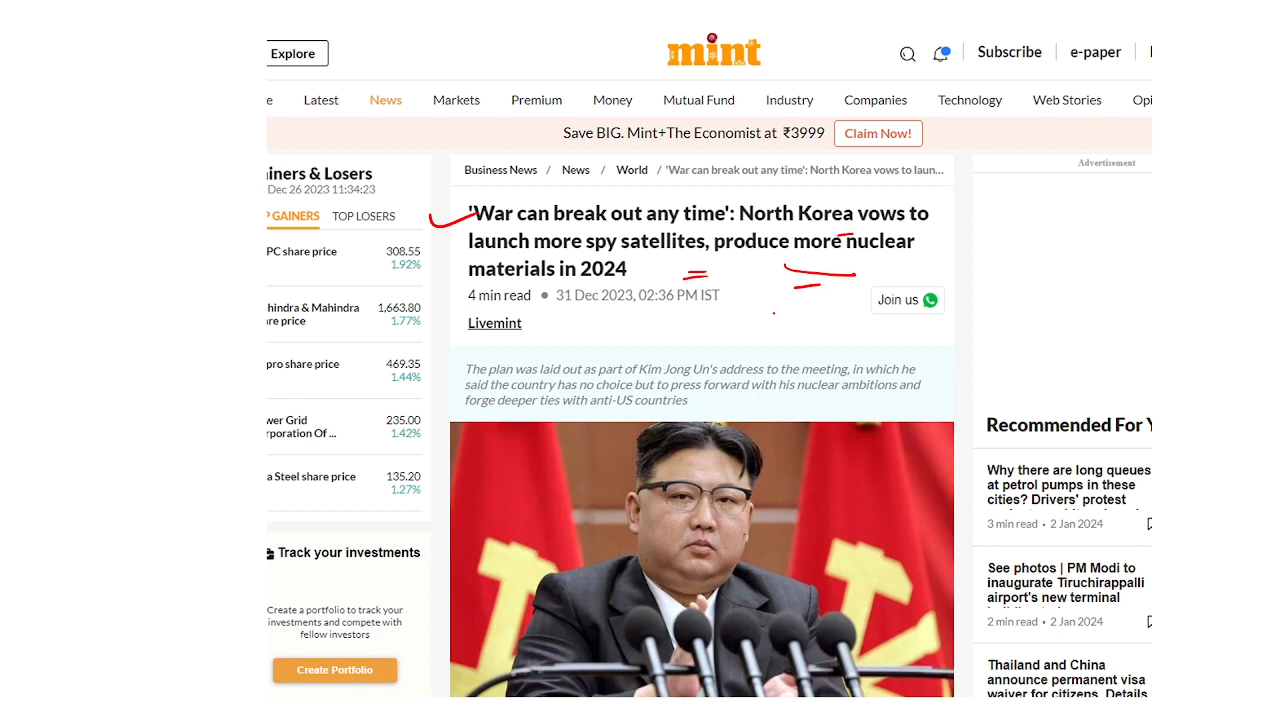 Explore
mint
Subscribe
e-paper
Latest
News
Markets
Premium
Money
Mutual Fund
Industry
Companies
Technology
Web Stories
Save BIG. Mint+The Economist at ₹3999
Claim Now!
iners & Losers
Dec 26 2023 11:34:23
GAINERS
TOP LOSERS
PC share price 308.55
1.92%
hindra & Mahindra 1,663.80
re price 1.77%
pro share price 469.35
1.44%
wer Grid 235.00
rporation Of ... 1.42%
a Steel share price 135.20
1.27%
Track your investments
Create a portfolio to track your
investments and compete with
fellow investors
Create Portfolio
Business News / News / World / 'War can break out any time': North Korea vows to laun...
'War can break out any time': North Korea vows to
launch more spy satellites, produce more nuclear
materials in 2024
4 min read • 31 Dec 2023, 02:36 PM IST
Join us
Livemint
The plan was laid out as part of Kim Jong Un's address to the meeting, in which he
said the country has no choice but to press forward with his nuclear ambitions and
forge deeper ties with anti-US countries
Advertisement
Recommended For Y
Why there are long queues
at petrol pumps in these
cities? Drivers' protest
3 min read • 2 Jan 2024
See photos | PM Modi to
inaugurate Tiruchirappalli
airport's new terminal
2 min read • 2 Jan 2024
Thailand and China
announce permanent visa
waiver for citizens. Details